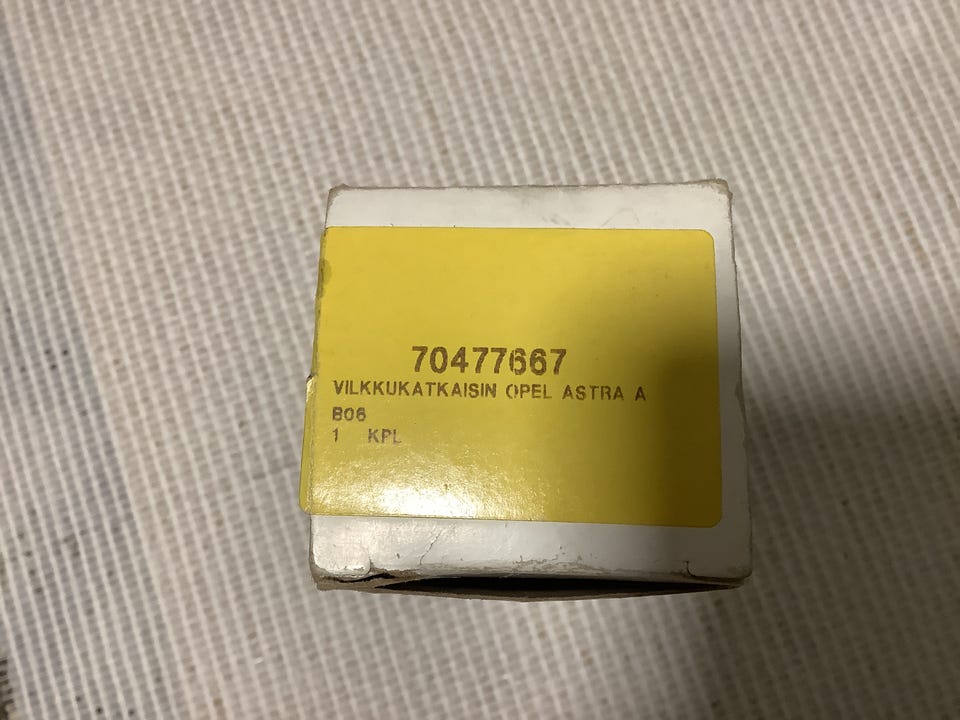 70477667
VILKKUKATKAISIN OPEL ASTRA A
B06
1 KPL